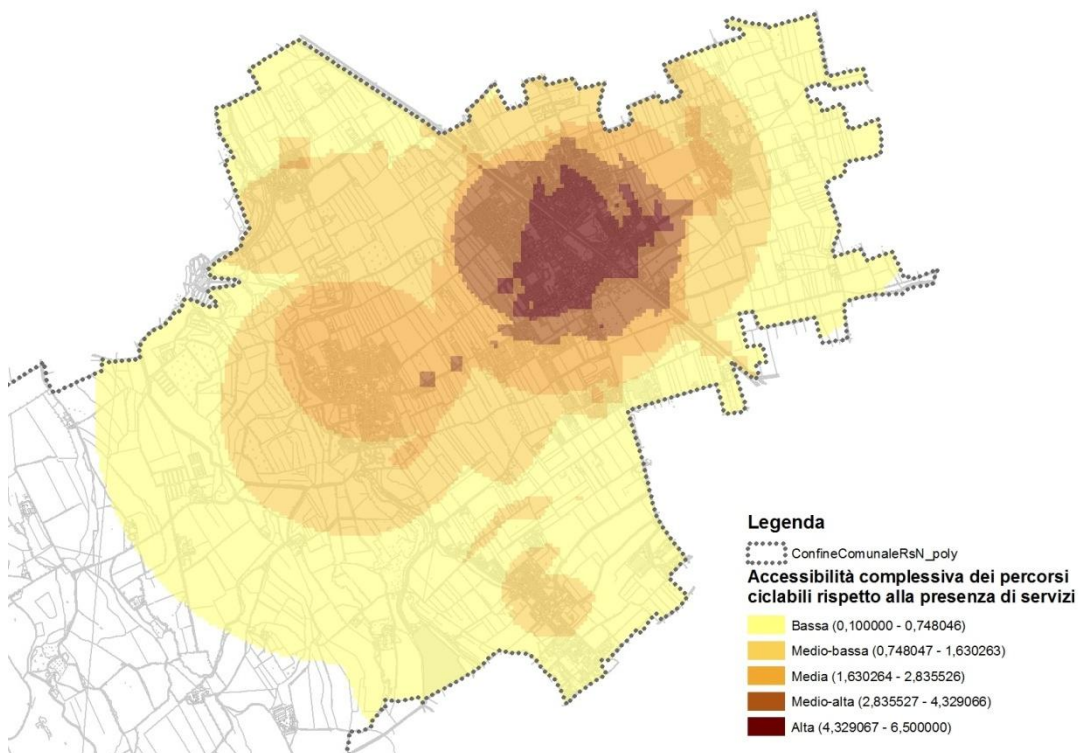 Legenda
ConfineComunaleRsN_poly
Accessibilità complessiva dei percorsi
ciclabili rispetto alla presenza di servizi
Bassa (0,100000 - 0,748046)
Medio-bassa (0,748047 - 1,630263)
Media (1,630264 - 2,835526)
Medio-alta (2,835527 - 4,329066)
Alta (4,329067 - 6,500000)